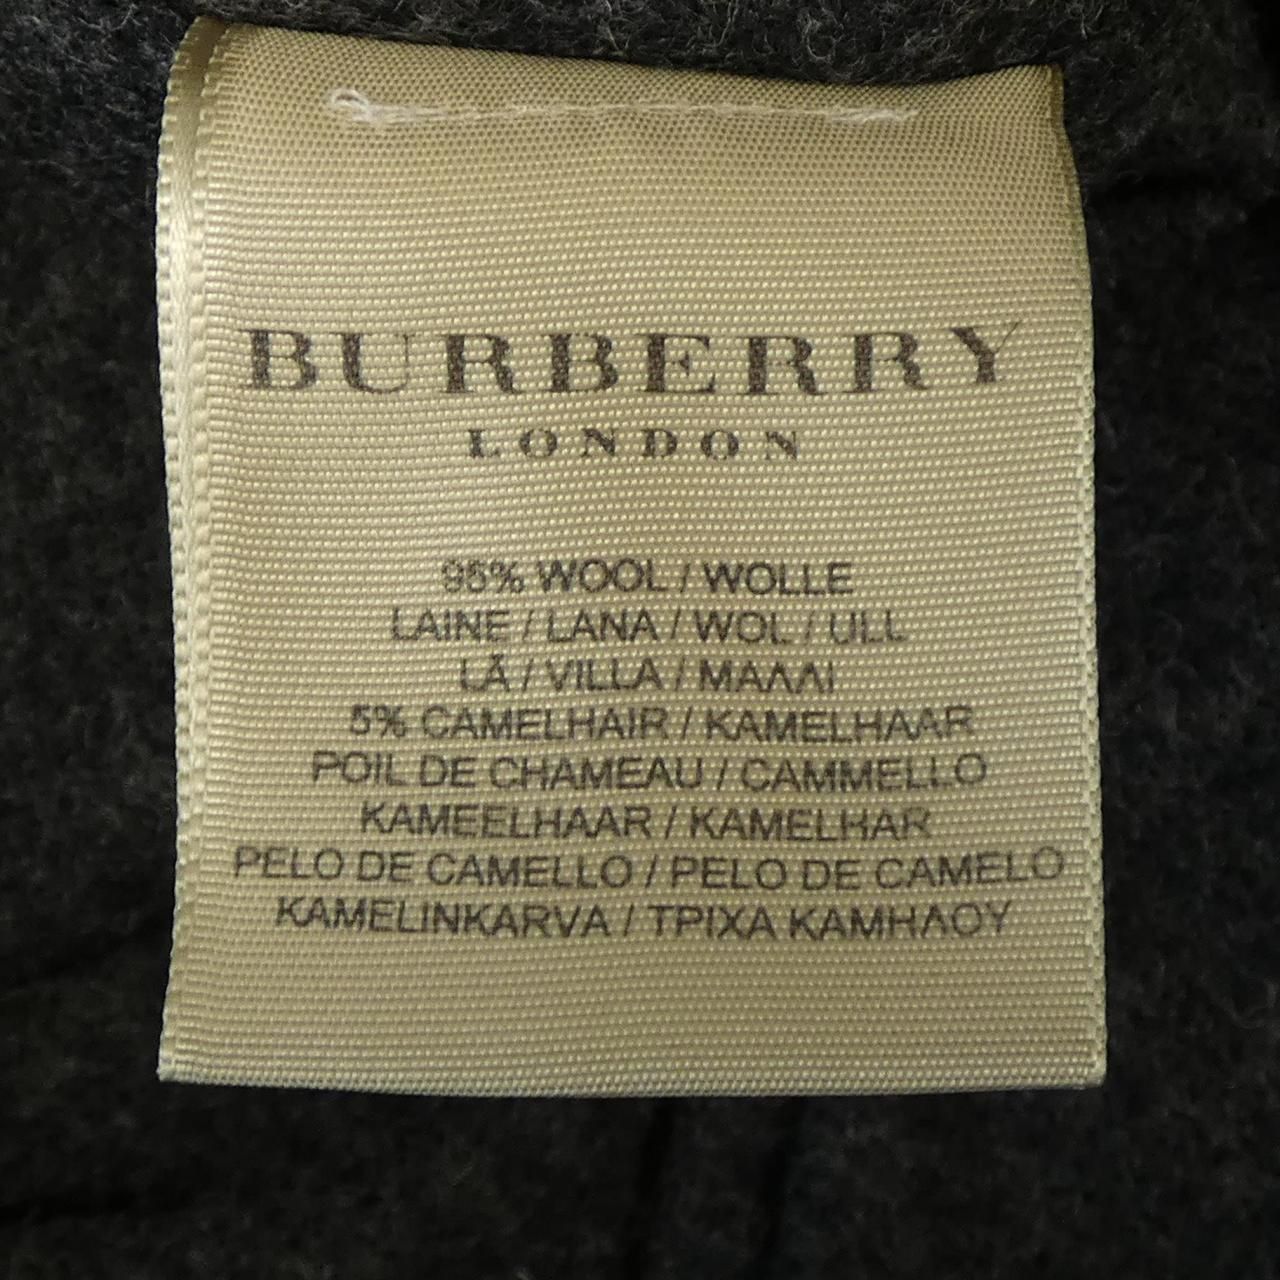 BURBERRY
LONDON
95% WOOL / WOLLE
LAINE / LANA / WOL / ULL
LÃ / VILLA / ΜΑΛΛΙ
5% CAMELHAIR / KAMELHAAR
POIL DE CHAMEAU / CAMMELLO
KAMEELHAAR / KAMELHAR
PELO DE CAMELLO / PELO DE CAMELO
KAMELINKARVA / ΤΡΙΧΑ ΚΑΜΗΛΟΥ